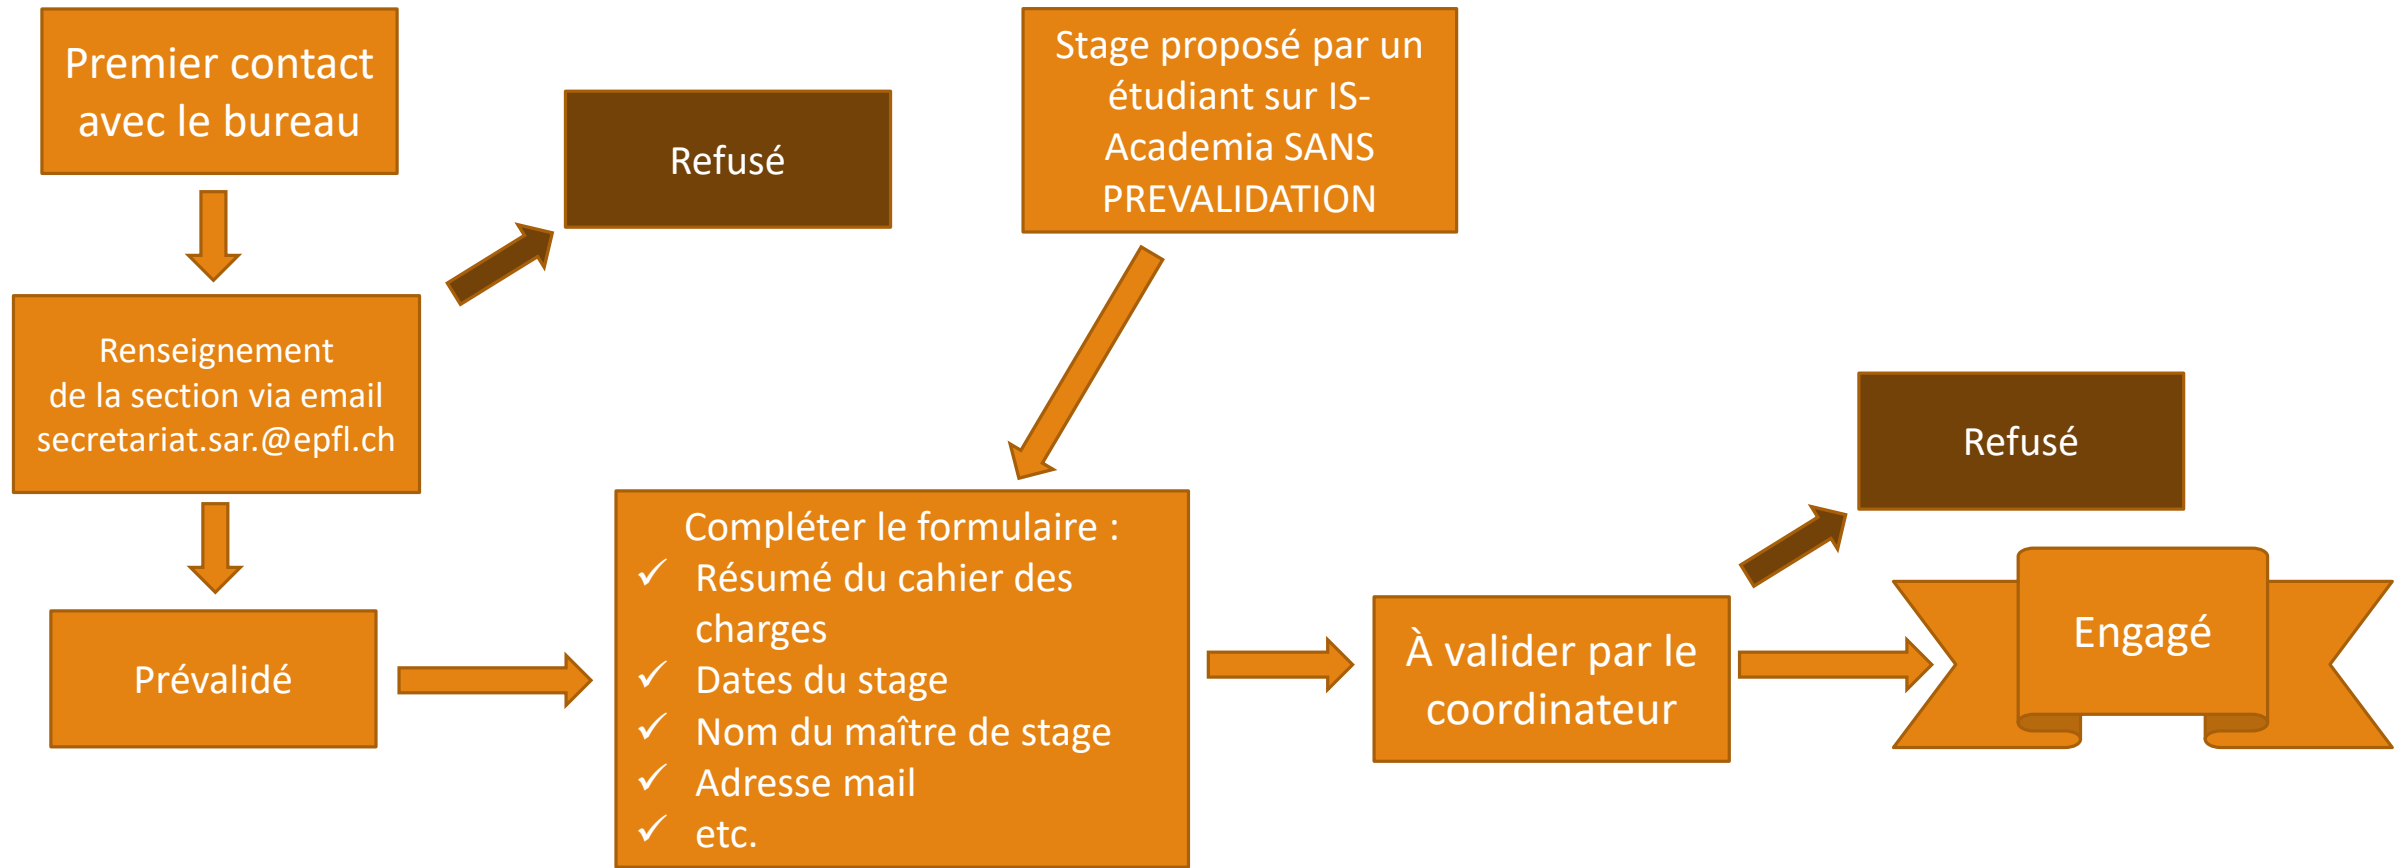 Premier contact
avec le bureau
Refusé
Stage proposé par un
étudiant sur IS-
Academia SANS
PREVALIDATION
Renseignement
de la section via email
secretariat.sar.@epfl.ch
Prévalidé
Compléter le formulaire :
✓ Résumé du cahier des
charges
✓ Dates du stage
✓ Nom du maître de stage
✓ Adresse mail
✓ etc.
À valider par le
coordinateur
Refusé
Engagé